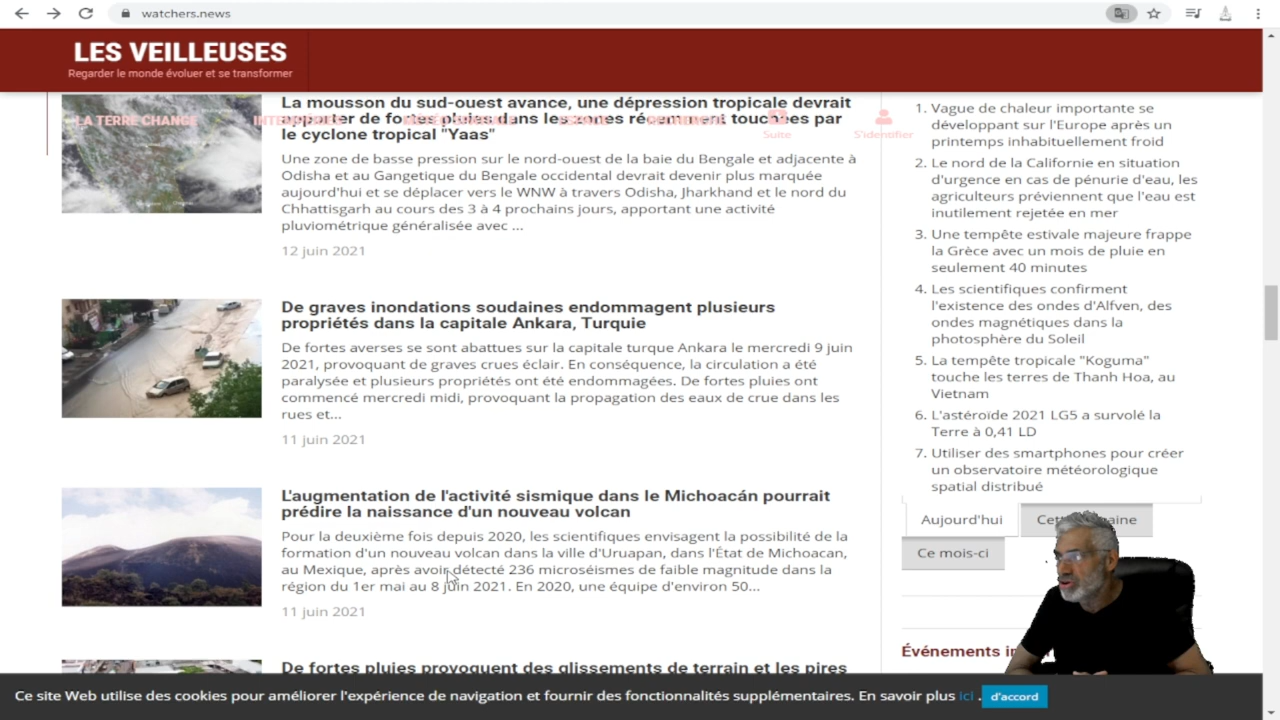 watchers.news
LES VEILLEUSES
Regarder le monde évoluer et se transformer
LA TERRE CHANGE
Suite
S'identifier
La mousson du sud-ouest avance, une dépression tropicale devrait
de fortes pluies dans les zones récemment touchées par
le cyclone tropical "Yaas"
Une zone de basse pression sur le nord-ouest de la baie du Bengale et adjacente à
Odisha et au Gangetique du Bengale occidental devrait devenir plus marquée
aujourd'hui et se déplacer vers le WNW à travers Odisha, Jharkhand et le nord du
Chhattisgarh au cours des 3 à 4 prochains jours, apportant une activité
pluviométrique généralisée avec ...
12 juin 2021
De graves inondations soudaines endommagent plusieurs
propriétés dans la capitale Ankara, Turquie
De fortes averses se sont abattues sur la capitale turque Ankara le mercredi 9 juin
2021, provoquant de graves crues éclair. En conséquence, la circulation a été
paralysée et plusieurs propriétés ont été endommagées. De fortes pluies ont
commencé mercredi midi, provoquant la propagation des eaux de crue dans les
rues et...
11 juin 2021
L'augmentation de l'activité sismique dans le Michoacán pourrait
prédire la naissance d'un nouveau volcan
Pour la deuxième fois depuis 2020, les scientifiques envisagent la possibilité de la
formation d'un nouveau volcan dans la ville d'Uruapan, dans l'État de Michoacan,
au Mexique, après avoir détecté 236 microséismes de faible magnitude dans la
région du 1er mai au 8 juin 2021. En 2020, une équipe d'environ 50...
11 juin 2021
De fortes pluies provoquent des glissements de terrain et les pires
1. Vague de chaleur importante se
développant sur l'Europe après un
printemps inhabituellement froid
2. Le nord de la Californie en situation
d'urgence en cas de pénurie d'eau, les
agriculteurs préviennent que l'eau est
inutilement rejetée en mer
3. Une tempête estivale majeure frappe
la Grèce avec un mois de pluie en
seulement 40 minutes
4. Les scientifiques confirment
l'existence des ondes d'Alfven, des
ondes magnétiques dans la
photosphère du Soleil
5. La tempête tropicale "Koguma"
touche les terres de Thanh Hoa, au
Vietnam
6. L'astéroïde 2021 LG5 a survolé la
Terre à 0,41 LD
7. Utiliser des smartphones pour créer
un observatoire météorologique
spatial distribué
Aujourd'hui
Ce mois-ci
Événements
Ce site Web utilise des cookies pour améliorer l'expérience de navigation et fournir des fonctionnalités supplémentaires. En savoir plus ici . d'accord